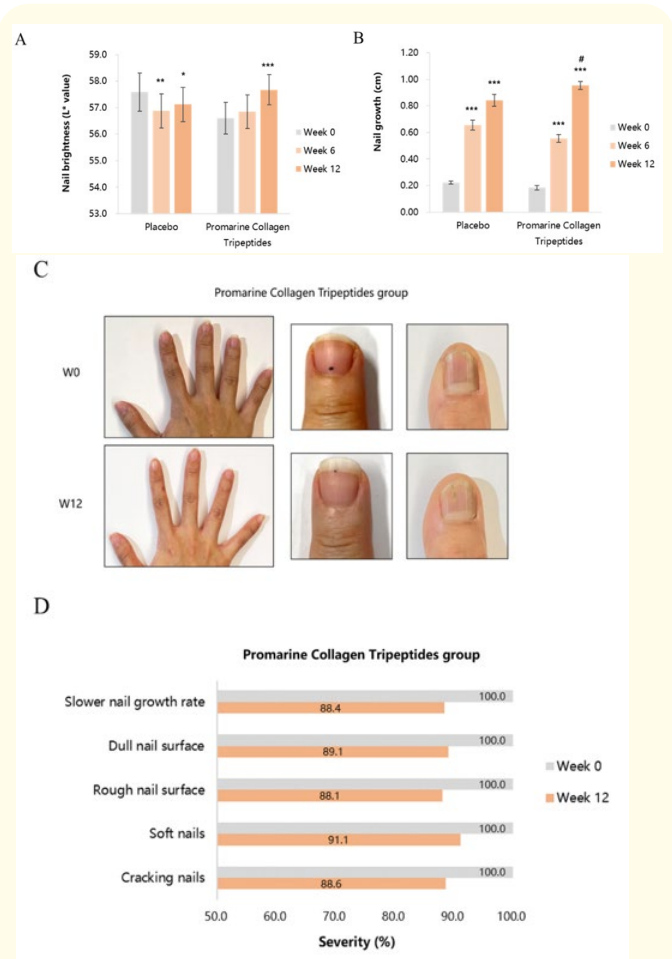 A
Nail brightness (L* value)
59.0
58.0
57.0
56.0
55.0
54.0
53.0
**
*
***
Placebo
Promarine Collagen
Tripeptides
Week 0
Week 6
Week 12
B
Nail growth (cm)
1.20
1.00
0.80
0.60
0.40
0.20
0.00
***
***
***
#
***
Placebo
Promarine Collagen
Tripeptides
Week 0
Week 6
Week 12
C
Promarine Collagen Tripeptides group
W0
W12
D
Promarine Collagen Tripeptides group
Slower nail growth rate
100.0
88.4
Dull nail surface
100.0
89.1
Rough nail surface
100.0
88.1
Soft nails
100.0
91.1
Cracking nails
100.0
88.6
Week 0
Week 12
50.0 60.0 70.0 80.0 90.0 100.0
Severity (%)